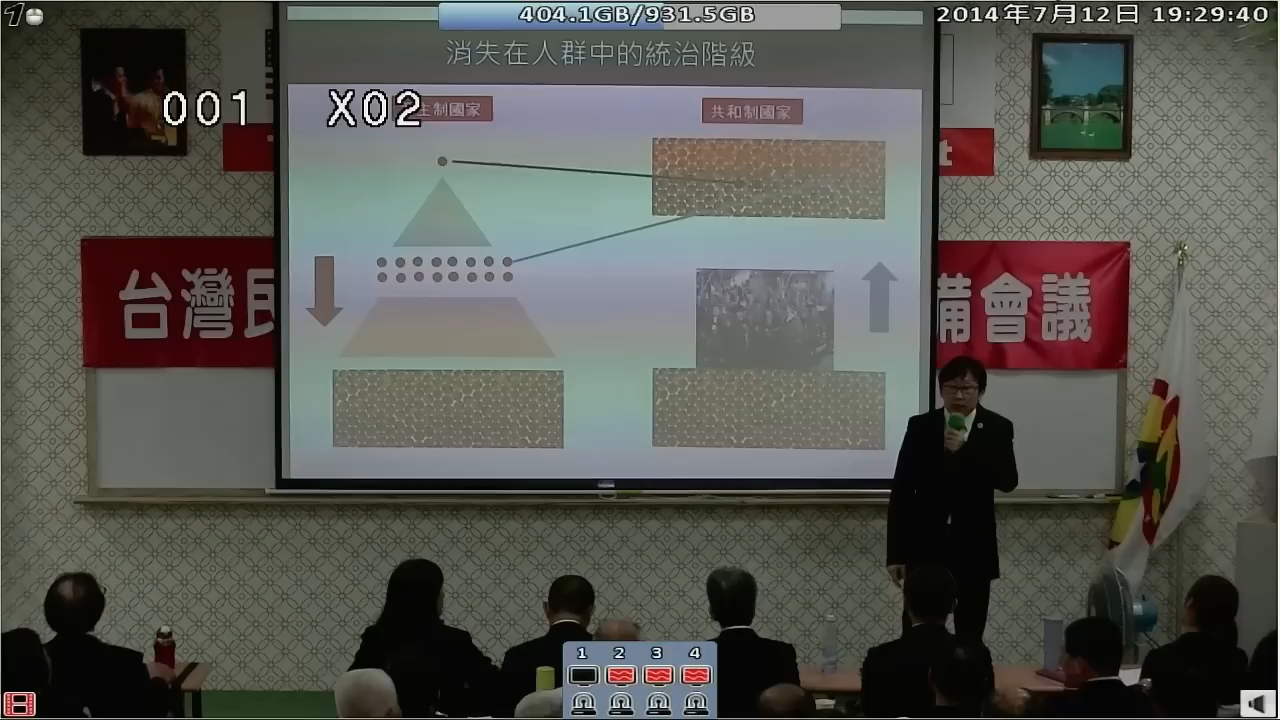 404.1GB/931.5GB
2014年7月12日 19:29:40
消失在人群中的統治階級
001 X02
主制國家
共和制國家
t
台灣民
備會議
1 2 3 4